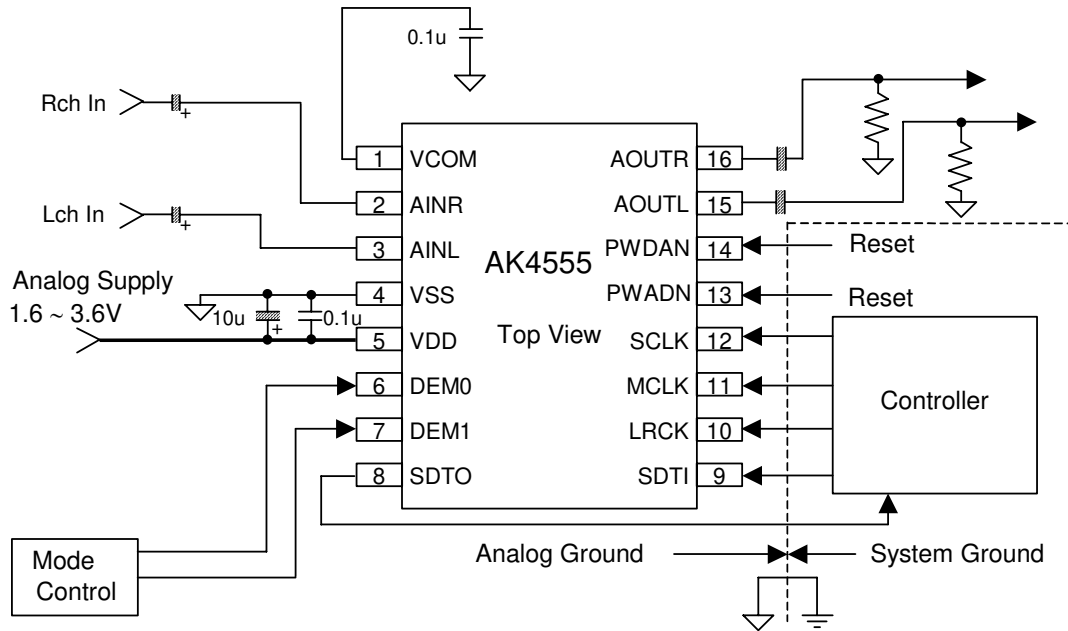 0.1u
Rch In
+
Lch In
+
Analog Supply
1.6 ~ 3.6V
10u
+
0.1u
AK4555
Top View
1 VCOM
2 AINR
3 AINL
4 VSS
5 VDD
6 DEM0
7 DEM1
8 SDTO
AOUTR 16
AOUTL 15
PWDAN 14
PWADN 13
SCLK 12
MCLK 11
LRCK 10
SDTI 9
Reset
Reset
Controller
Mode
Control
Analog Ground
System Ground